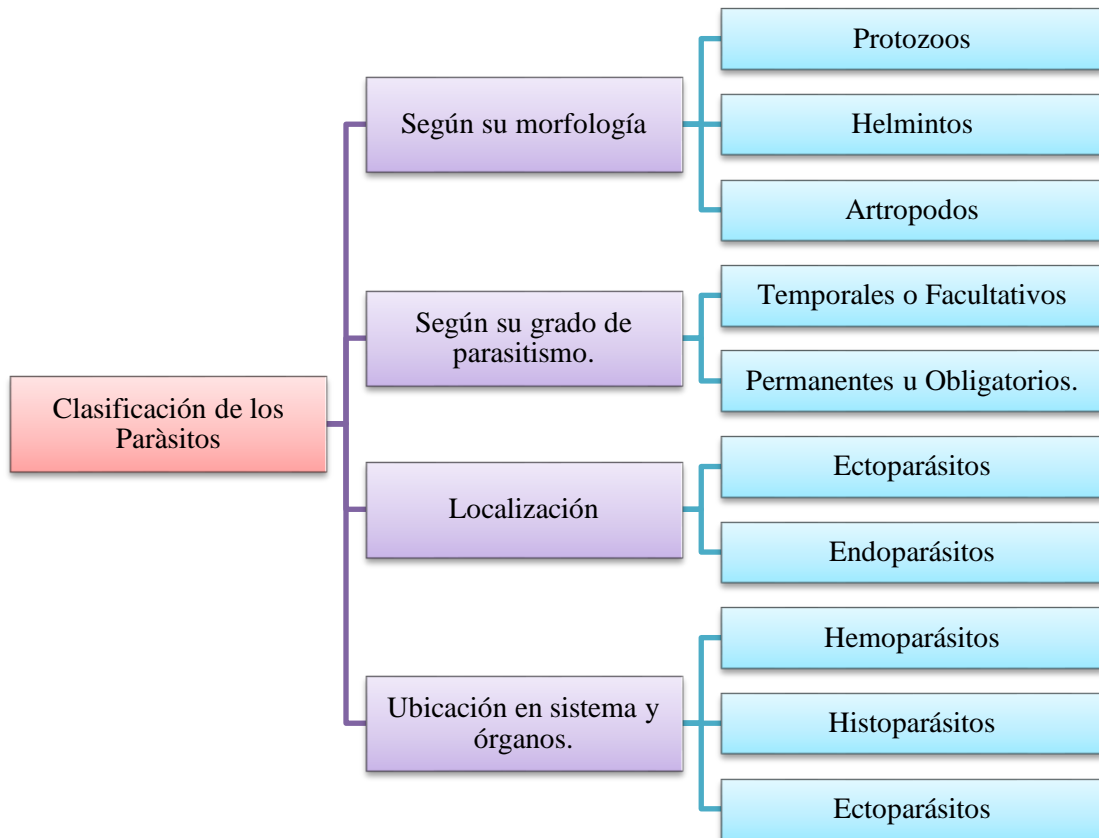 Clasificación de los
Paràsitos
Según su morfología
Protozoos
Helmintos
Artropodos
Según su grado de
parasitismo.
Temporales o Facultativos
Permanentes u Obligatorios.
Localización
Ectoparásitos
Endoparásitos
Ubicación en sistema y
órganos.
Hemoparásitos
Histoparásitos
Ectoparásitos